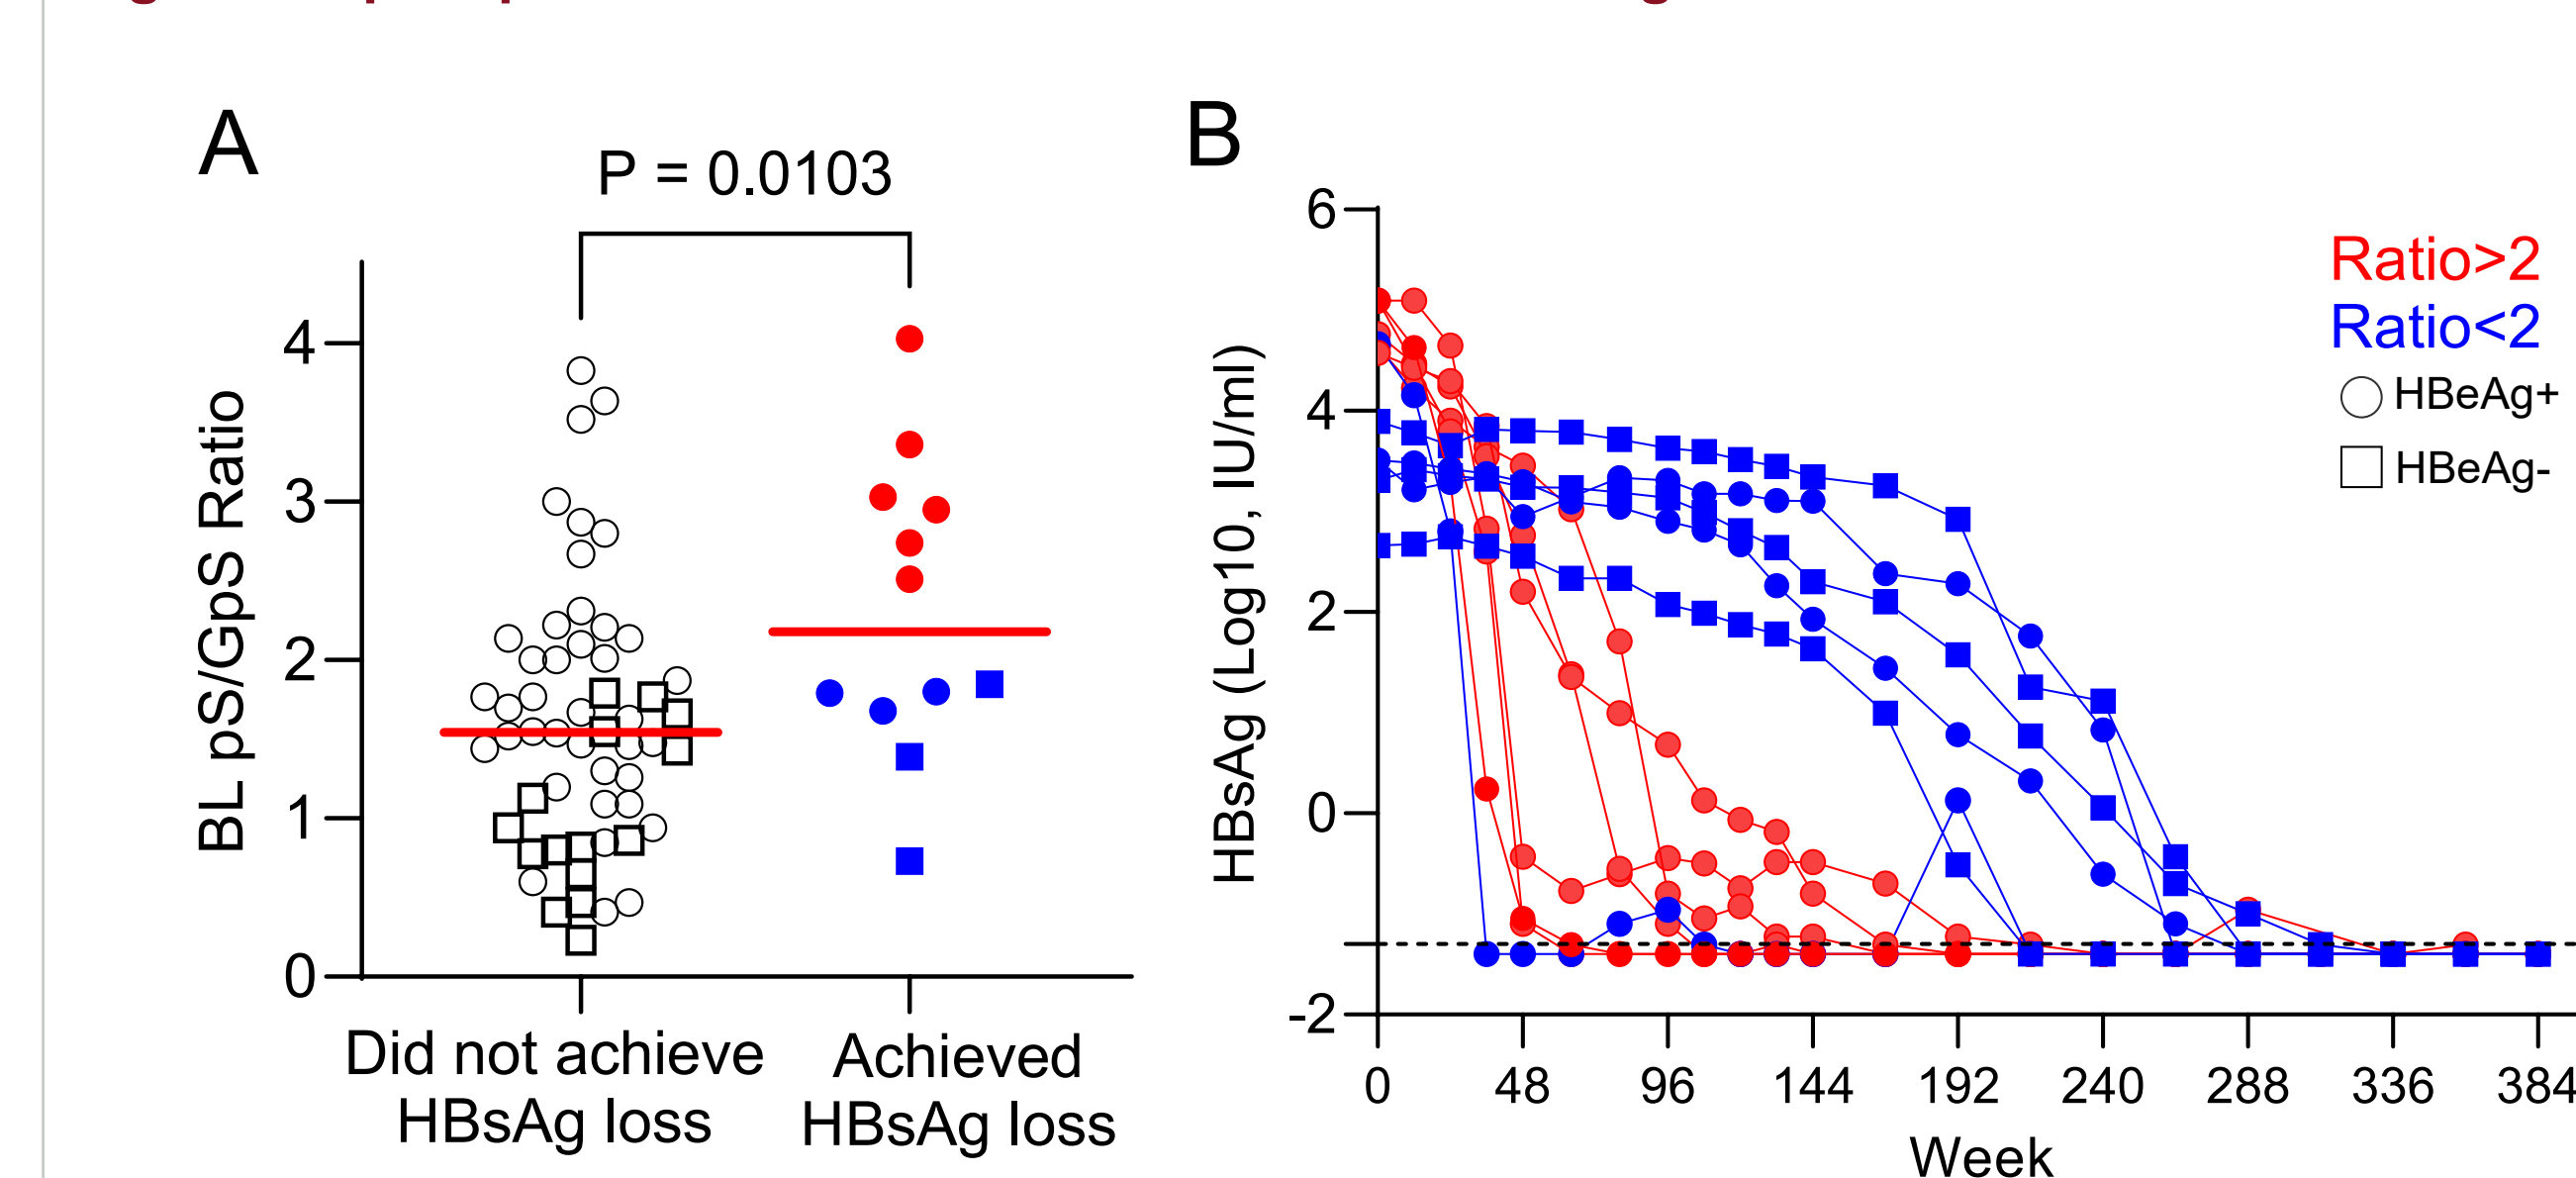 A
P = 0.0103
BL pS/GpS Ratio
4
3
2
1
0
Did not achieve
HBsAg loss
Achieved
HBsAg loss
B
HBsAg (Log10, IU/ml)
6
4
2
0
-2
0 48 96 144 192 240 288 336 384
Week
Ratio>2
Ratio<2
HBeAg+
HBeAg-